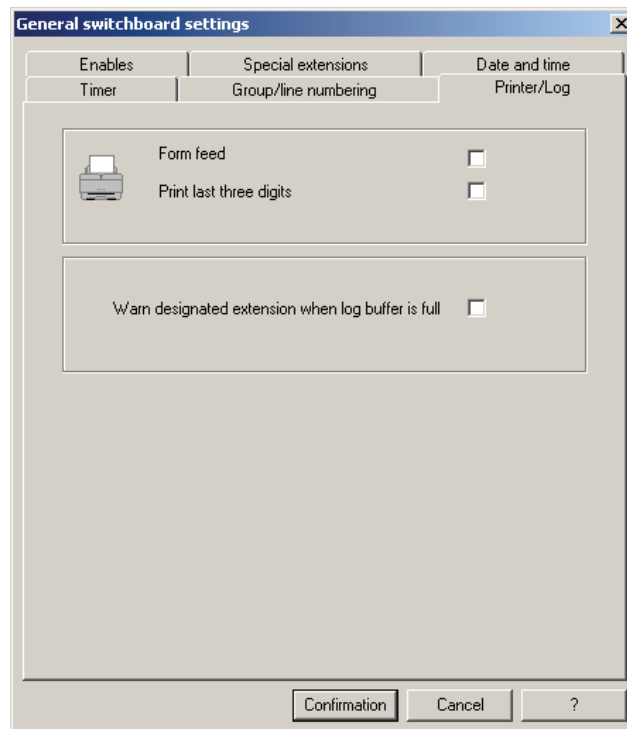 General switchboard settings
Enables Special extensions Date and time
Timer Group/line numbering Printer/Log
Form feed
Print last three digits
Warn designated extension when log buffer is full
Confirmation Cancel ?